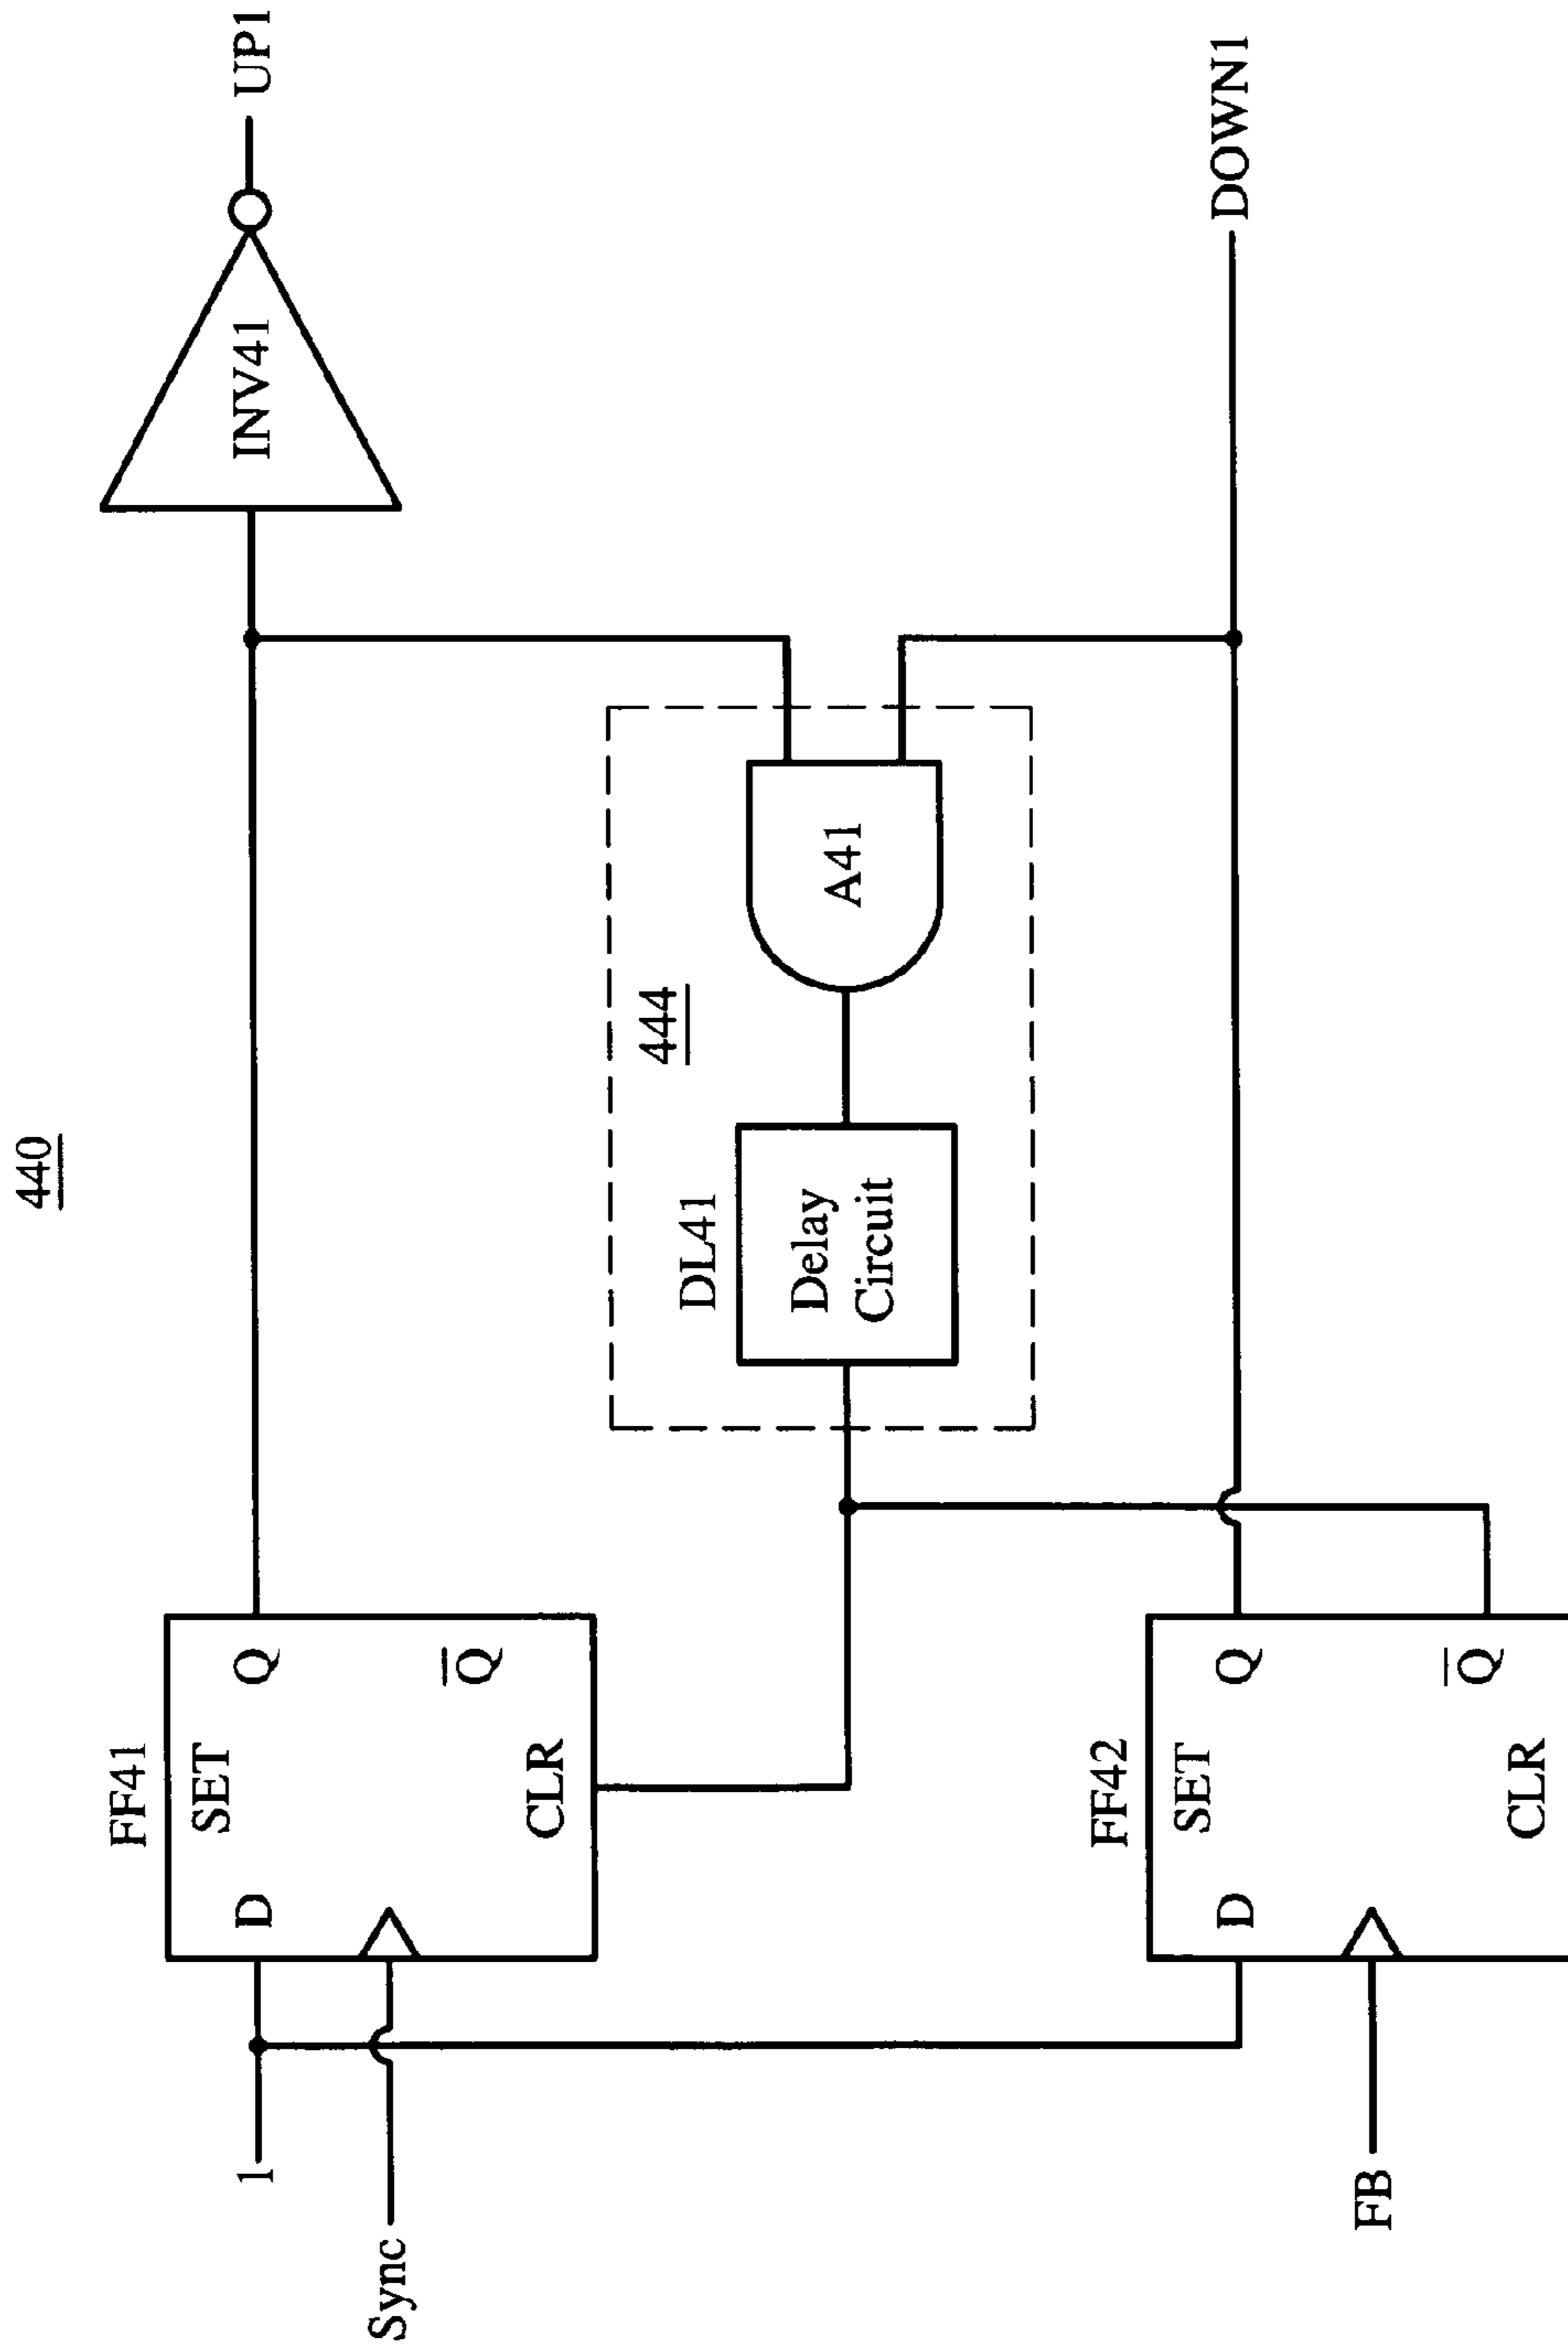 440
1
Sync
FF41
D
SET
Q
Q
CLR
INV41
UP1
444
DL41
Delay
Circuit
A41
FF42
D
SET
Q
Q
CLR
FB
DOWN1